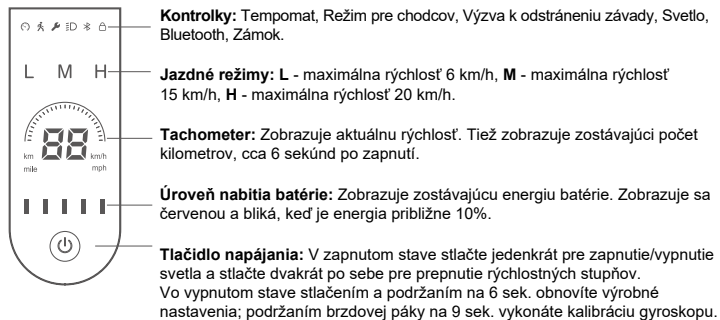 Kontrolky: Tempomat, Režim pre chodcov, Výzva k odstráneniu závady, Svetlo,
Bluetooth, Zámok.
L M H
Jazdné režimy: L - maximálna rýchlosť 6 km/h, M - maximálna rýchlosť
15 km/h, H - maximálna rýchlosť 20 km/h.
88
km km/h
mile mph
Tachometer: Zobrazuje aktuálnu rýchlosť. Tiež zobrazuje zostávajúci počet
kilometrov, cca 6 sekúnd po zapnutí.
Úroveň nabitia batérie: Zobrazuje zostávajúcu energiu batérie. Zobrazuje sa
červenou a bliká, keď je energia približne 10%.
Tlačidlo napájania: V zapnutom stave stlačte jedenkrát pre zapnutie/vypnutie
svetla a stlačte dvakrát po sebe pre prepnutie rýchlostných stupňov.
Vo vypnutom stave stlačením a podržaním na 6 sek. obnovíte výrobné
nastavenia; podržaním brzdovej páky na 9 sek. vykonáte kalibráciu gyroskopu.